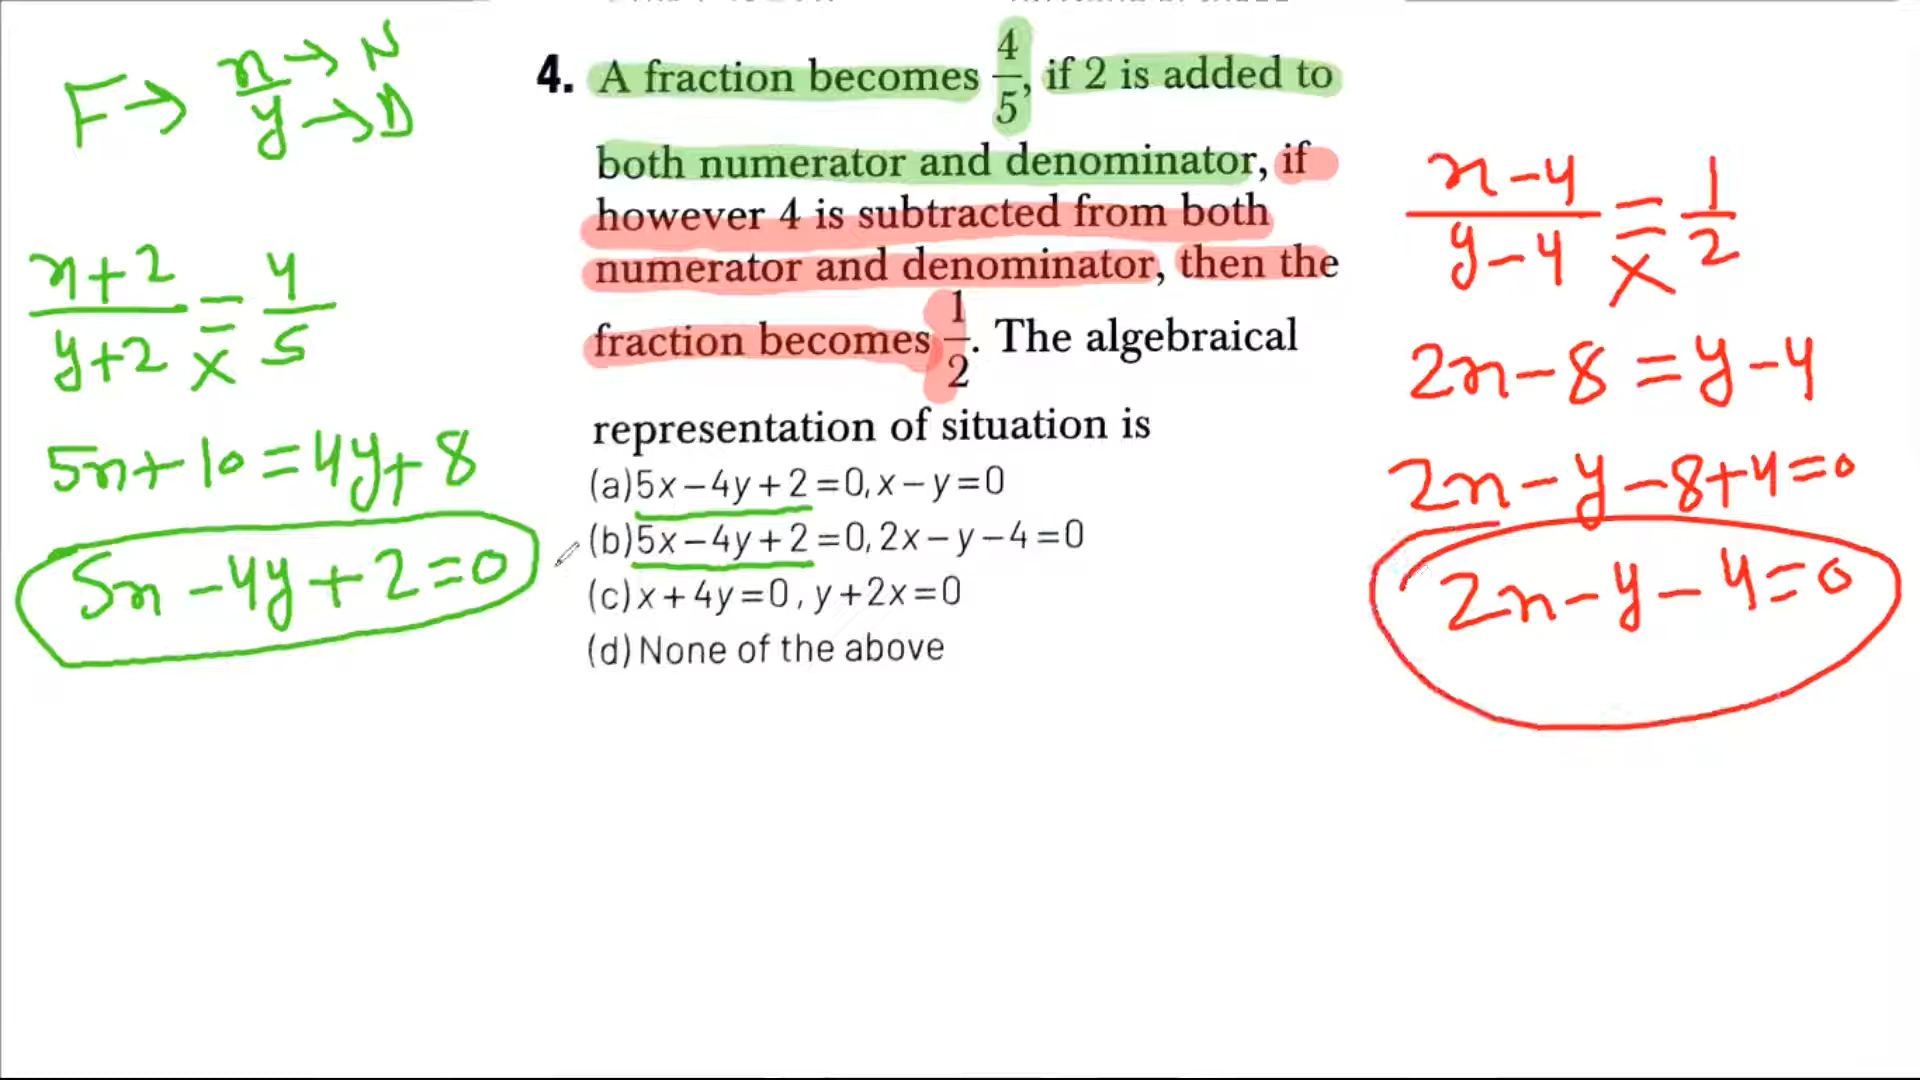 F → x/y → N
→ D
4. A fraction becomes 4/5, if 2 is added to
both numerator and denominator, if
however 4 is subtracted from both
numerator and denominator, then the
fraction becomes 1/2. The algebraical
representation of situation is
(a) 5x – 4y + 2 = 0, x – y = 0
(b) 5x – 4y + 2 = 0, 2x – y – 4 = 0
(c) x + 4y = 0, y + 2x = 0
(d) None of the above
x+2/y+2 = 4/5
×
5x+10=4y+8
5x-4y+2=0
x-4/y-4 = 1/2
×
2x-8=y-4
2x-y-8+4=0
2x-y-4=0